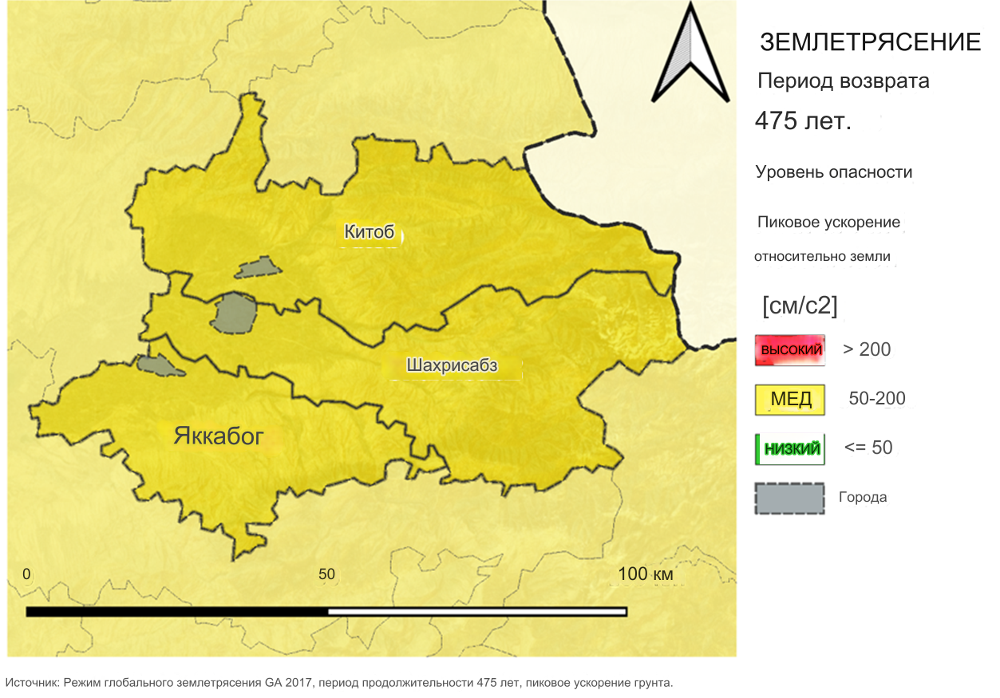 ЗЕМЛЕТРЯСЕНИЕ
Период возврата
475 лет.
Уровень опасности
Пиковое ускорение
относительно земли
[см/с2]
ВЫСОКИЙ > 200
МЕД 50-200
НИЗКИЙ <= 50
Города
Китоб
Шахрисабз
Яккабог
0 50 100 км
Источник: Режим глобального землетрясения GA 2017, период продолжительности 475 лет, пиковое ускорение грунта.